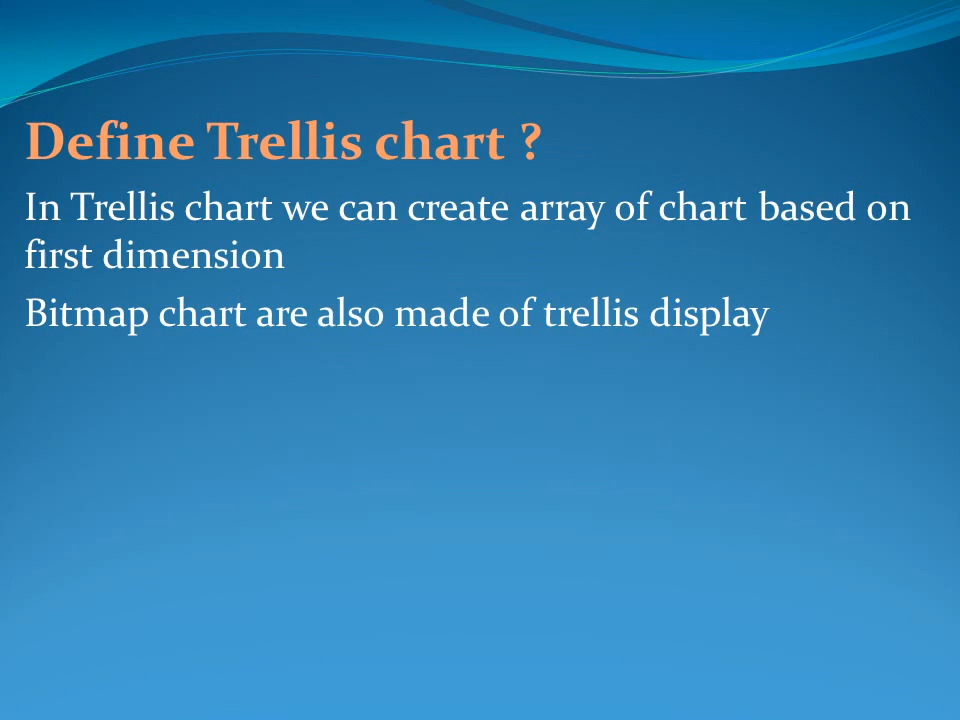 Define Trellis chart ?
In Trellis chart we can create array of chart based on
first dimension
Bitmap chart are also made of trellis display